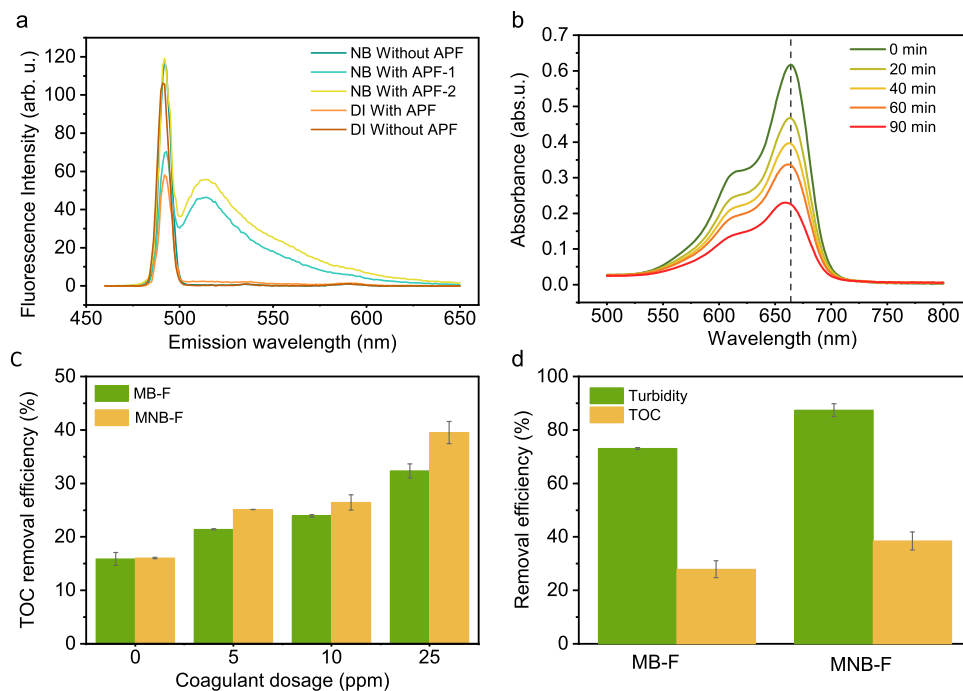 a
Fluorescence Intensity (arb. u.)
120
100
80
60
40
20
0
450
500
550
600
650
Emission wavelength (nm)
NB Without APF
NB With APF-1
NB With APF-2
DI With APF
DI Without APF
b
Absorbance (abs.u.)
0.7
0.6
0.5
0.4
0.3
0.2
0.1
0.0
500
550
600
650
700
750
800
Wavelength (nm)
0 min
20 min
40 min
60 min
90 min
c
TOC removal efficiency (%)
50
40
30
20
10
0
0
5
10
25
Coagulant dosage (ppm)
MB-F
MNB-F
d
Removal efficiency (%)
100
80
60
40
20
0
MB-F
MNB-F
Turbidity
TOC